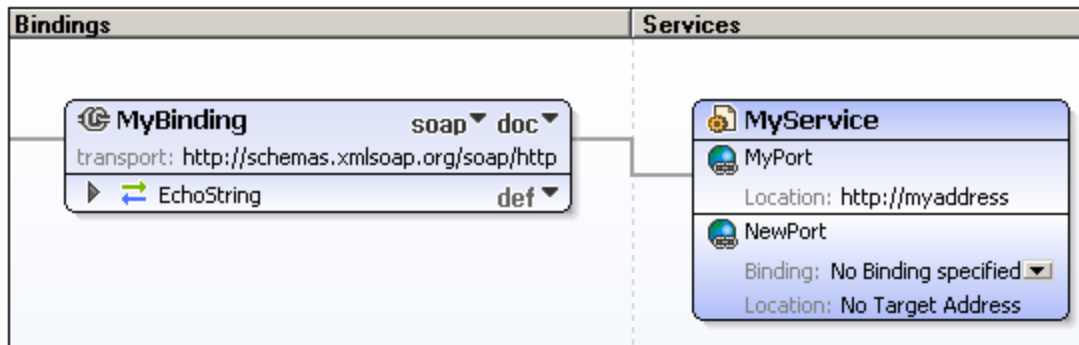 Bindings
Services
MyBinding soap doc
transport: http://schemas.xmlsoap.org/soap/http
EchoString def
MyService
MyPort
Location: http://myaddress
NewPort
Binding: No Binding specified
Location: No Target Address